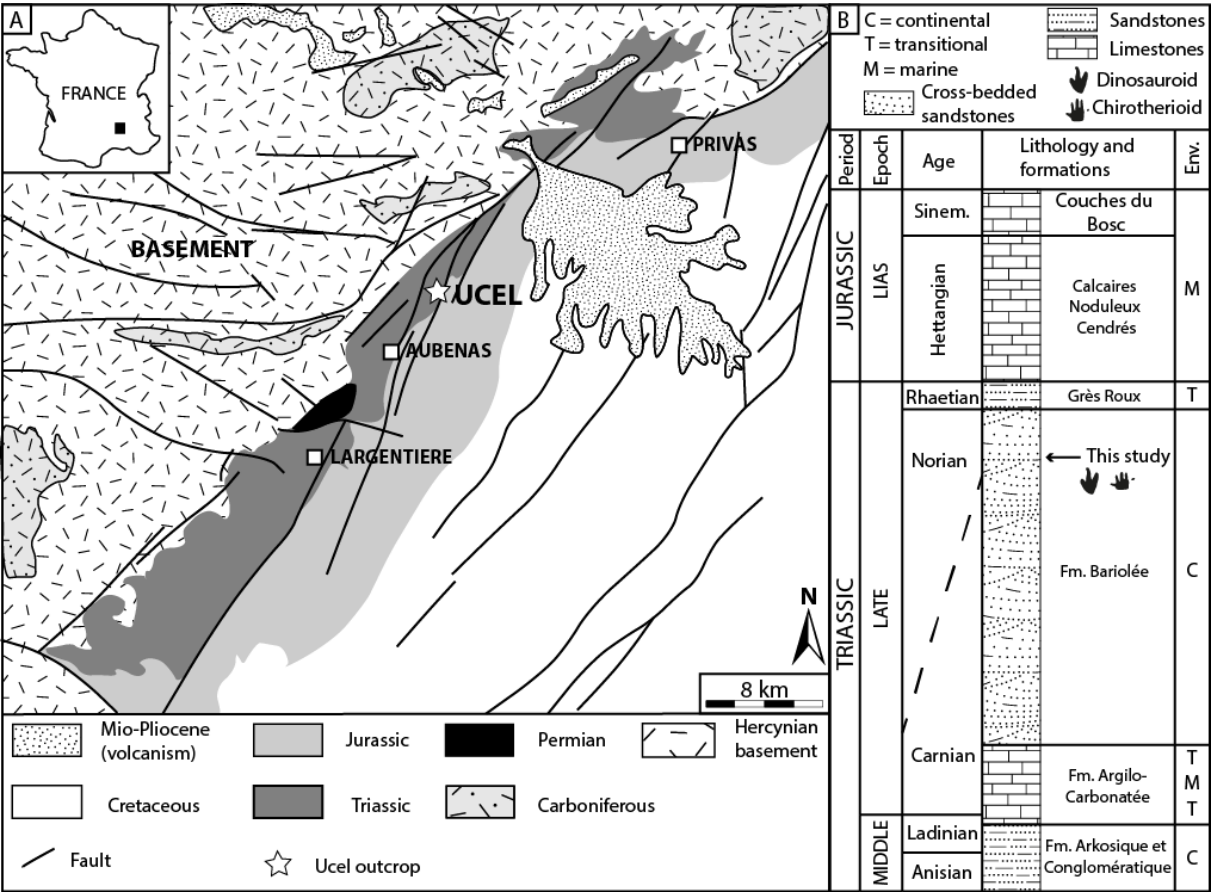 A
FRANCE
PRIVAS
BASEMENT
UCEL
AUBENAS
LARGENTIERE
N
8 km
Mio-Pliocene
(volcanism)
Jurassic
Permian
Hercynian
basement
Cretaceous
Triassic
Carboniferous
Fault
Ucel outcrop
B
C = continental
T = transitional
M = marine
Cross-bedded
sandstones
Sandstones
Limestones
Dinosauroid
Chirotherioid
Period
Epoch
Age
Lithology and
formations
Env.
JURASSIC
LIAS
Sinem.
Couches du
Bosc
Hettangian
Calcaires
Noduleux
Cendrés
M
TRIASSIC
LATE
Rhaetian
Grès Roux
T
Norian
This study
Fm. Bariolée
C
Carnian
Fm. Argilo-
Carbonatée
T
M
T
MIDDLE
Ladinian
Anisian
Fm. Arkosique et
Conglomératique
C